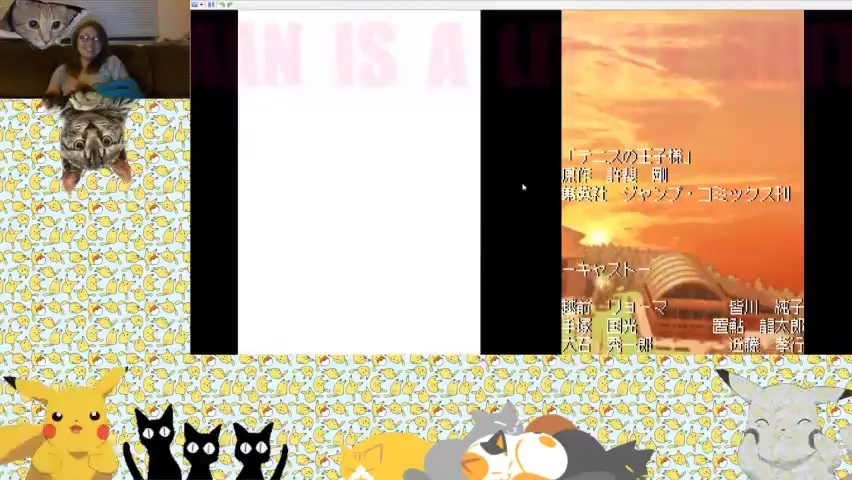 MAN IS A
「テニスの王子様」
原作 許斐 剛
集英社 ジャンプ・コミックス刊
ーキャストー
越前 リョーマ 皆川 純子
手塚 国光 置鮎 龍太郎
大石 秀一郎 近藤 孝行